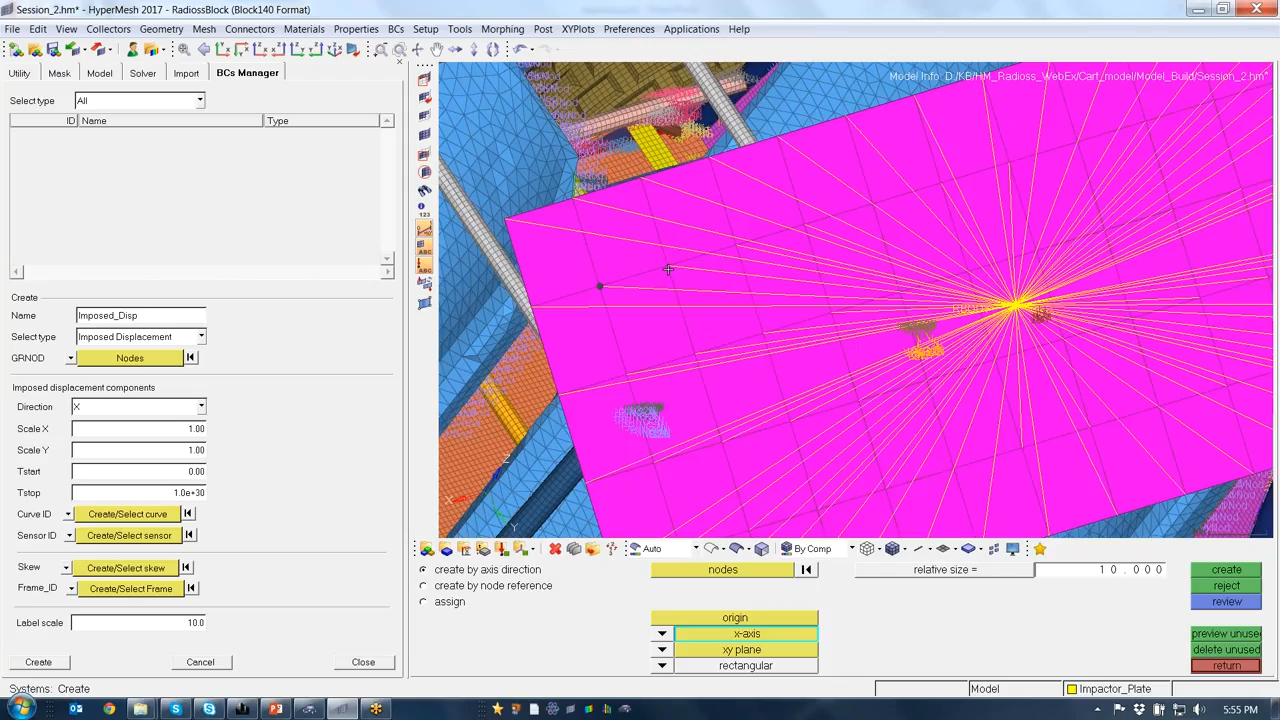 Session_2.hm* - HyperMesh 2017 - RadiossBlock (Block140 Format)
File Edit View Collectors Geometry Mesh Connectors Materials Properties BCs Setup Tools Morphing Post XYPlots Preferences Applications Help
Utility Mask Model Solver Import BCs Manager
Model Info: D:/KB/HM_Radioss_WebEx/Cart_model/Model_Build/Session_2.hm*
Select type All
ID Name Type
Create
Name Imposed_Disp
Select type Imposed Displacement
GRNOD Nodes
Imposed displacement components
Direction X
Scale X 1.00
Scale Y 1.00
Tstart 0.00
Tstop 1.0e+30
Curve ID Create/Select curve
Sensor ID Create/Select sensor
Skew Create/Select skew
Frame_ID Create/Select Frame
Label scale 10.0
Create Cancel Close
123
ABC
ABC
Z
X
Y
Auto By Comp
create by axis direction nodes relative size = 10.000 create
create by node reference reject
assign review
origin
x-axis preview unuse
xy plane delete unused
rectangular return
Systems: Create Model Impactor_Plate
5:55 PM